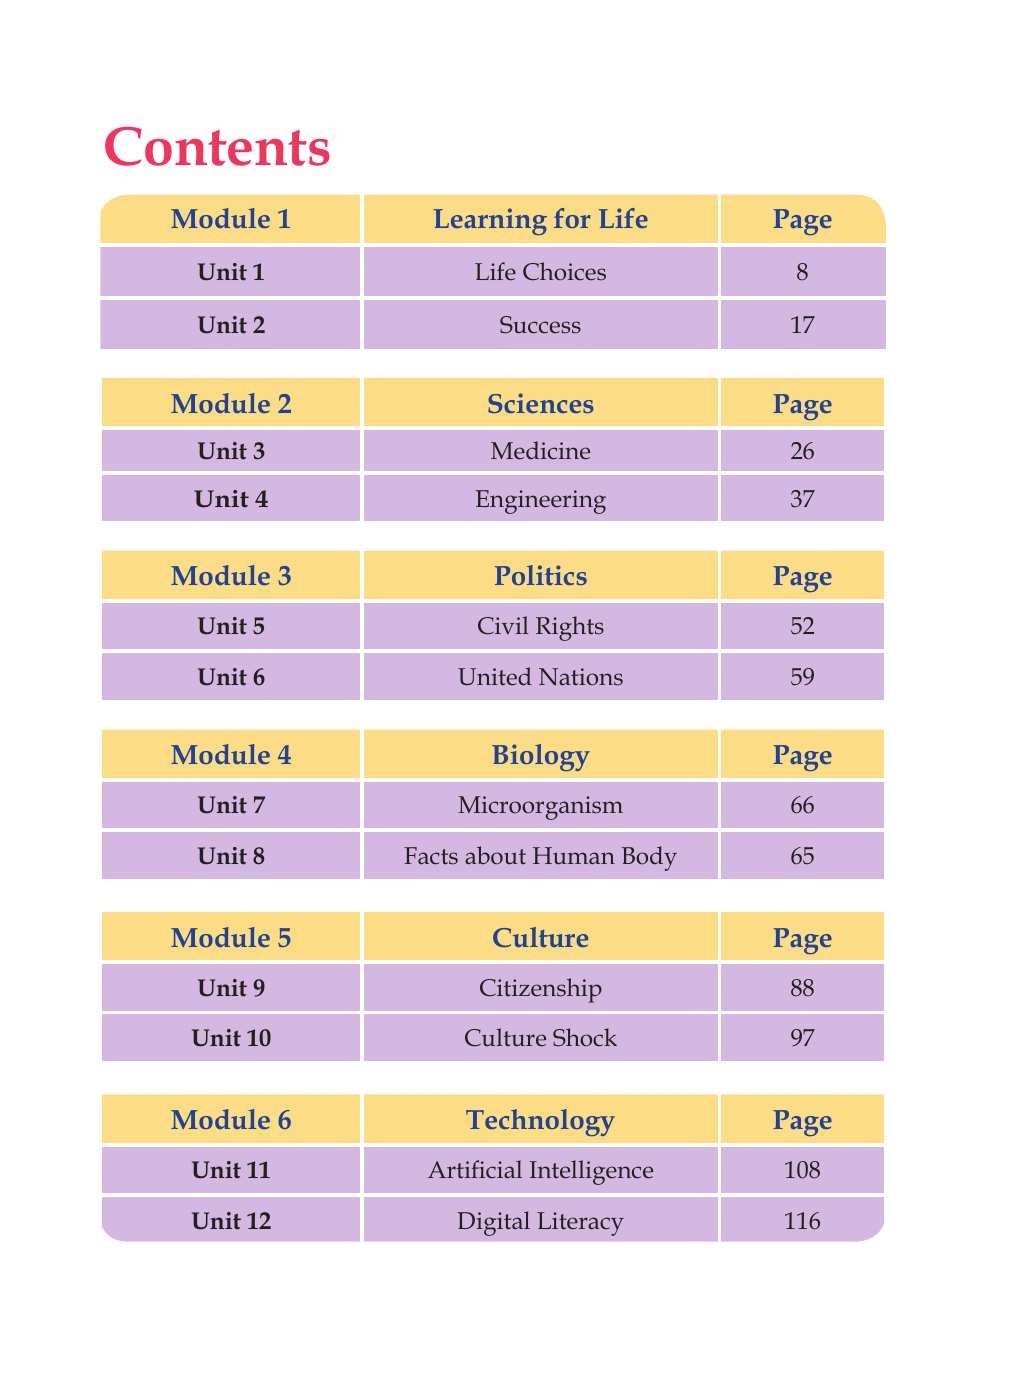 Contents
Module 1 Learning for Life Page
Unit 1 Life Choices 8
Unit 2 Success 17
Module 2 Sciences Page
Unit 3 Medicine 26
Unit 4 Engineering 37
Module 3 Politics Page
Unit 5 Civil Rights 52
Unit 6 United Nations 59
Module 4 Biology Page
Unit 7 Microorganism 66
Unit 8 Facts about Human Body 65
Module 5 Culture Page
Unit 9 Citizenship 88
Unit 10 Culture Shock 97
Module 6 Technology Page
Unit 11 Artificial Intelligence 108
Unit 12 Digital Literacy 116